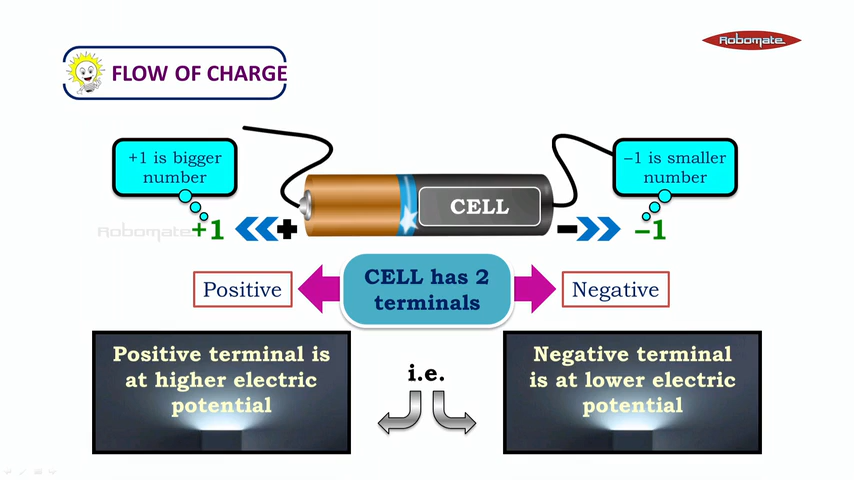 Robomate
FLOW OF CHARGE
+1 is bigger
number
–1 is smaller
number
CELL
Robomate
+1
+
–
–1
Positive
CELL has 2
terminals
Negative
Positive terminal is
at higher electric
potential
i.e.
Negative terminal
is at lower electric
potential